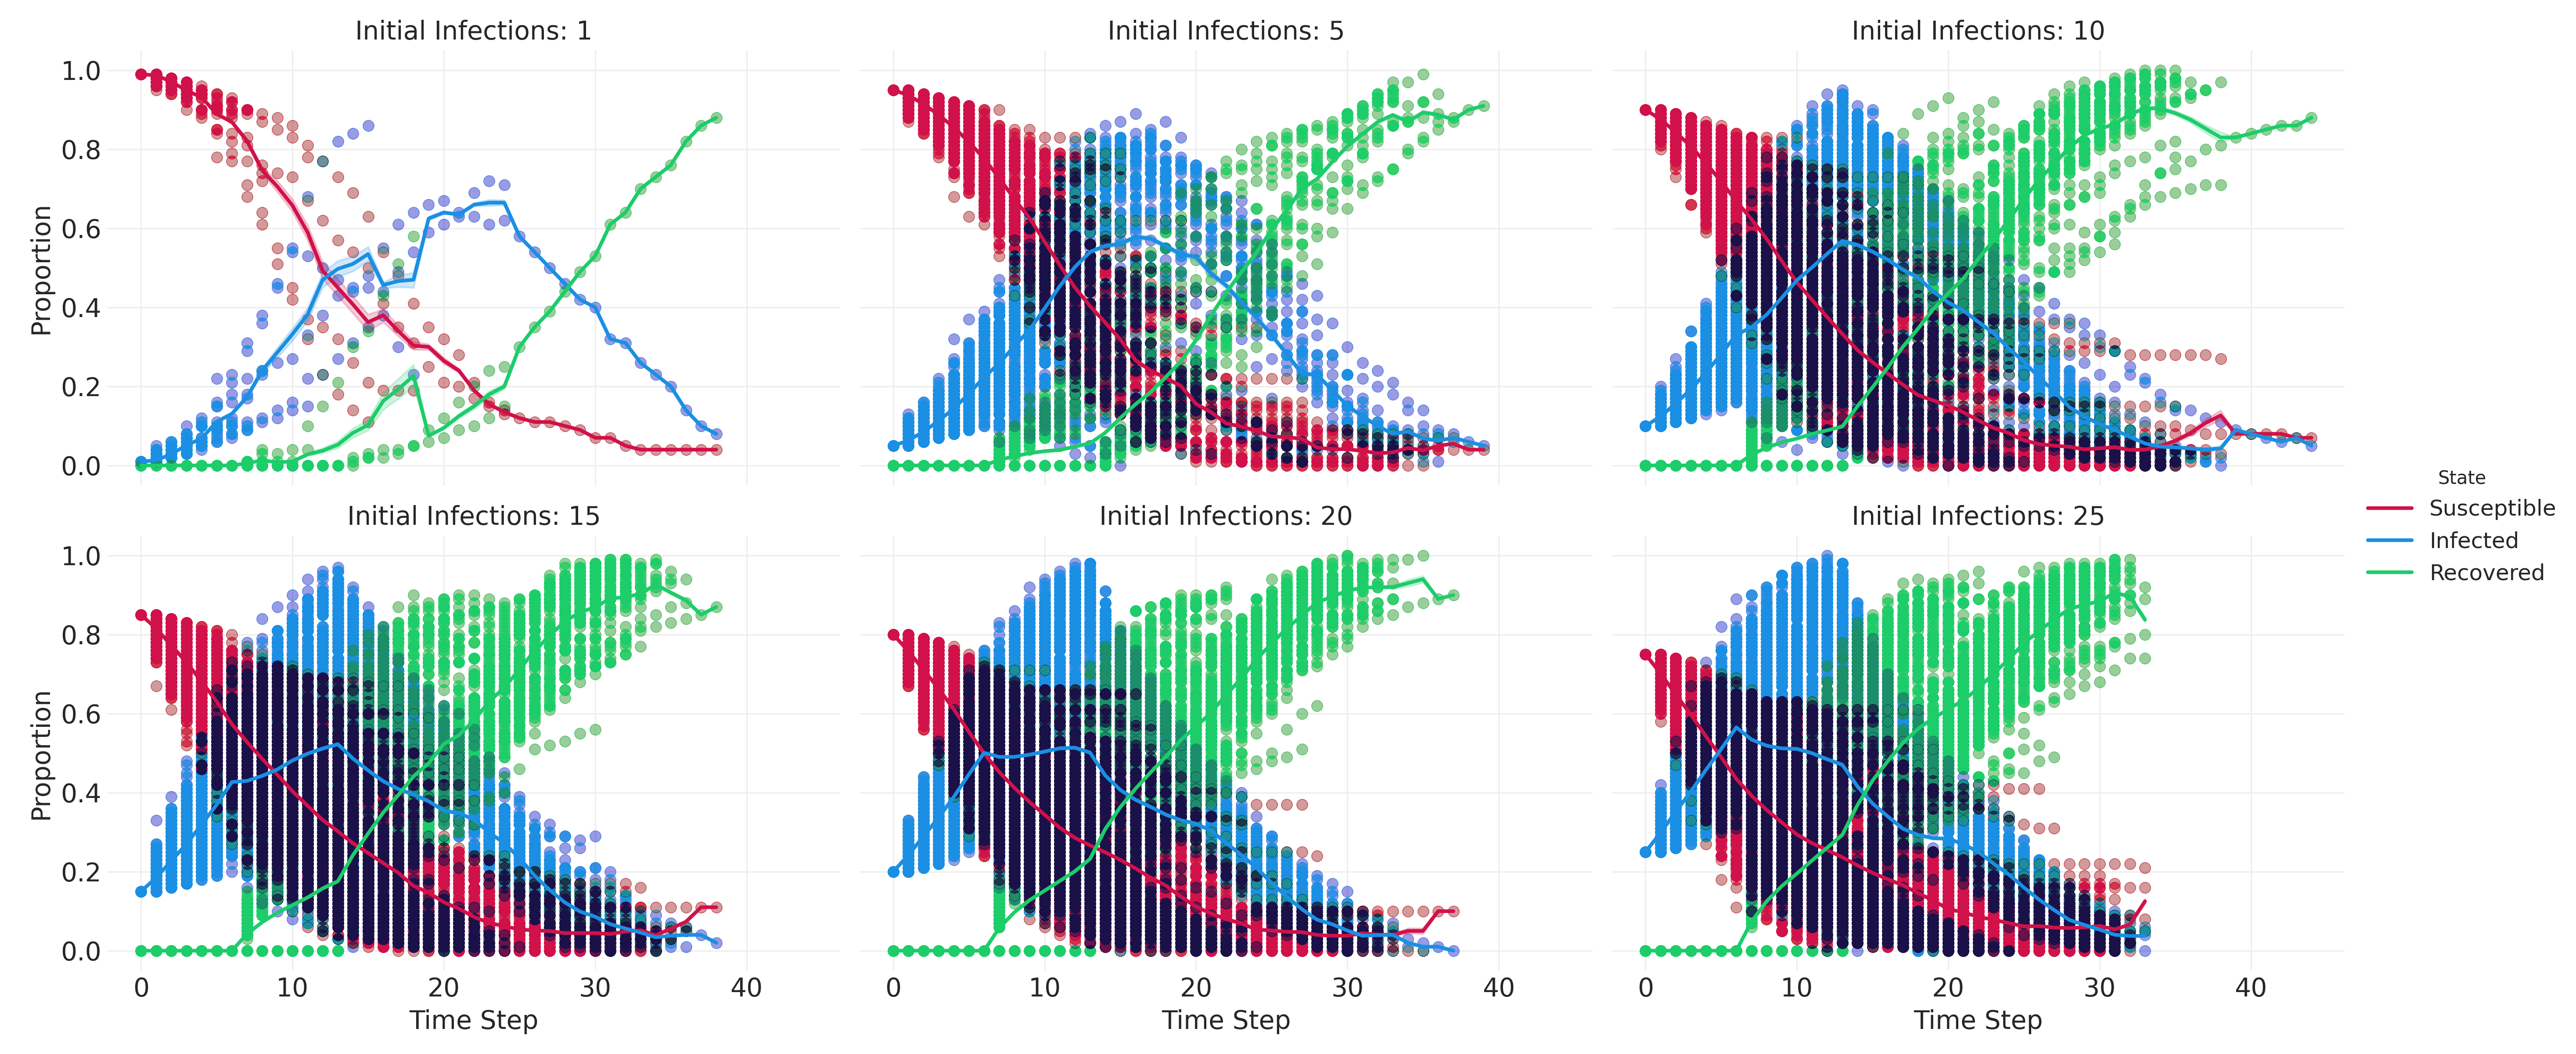 Initial Infections: 1
Initial Infections: 5
Initial Infections: 10
1.0
0.8
0.6
0.4
0.2
0.0
Proportion
Initial Infections: 15
Initial Infections: 20
Initial Infections: 25
1.0
0.8
0.6
0.4
0.2
0.0
Proportion
0 10 20 30 40
0 10 20 30 40
0 10 20 30 40
Time Step
Time Step
Time Step
State
Susceptible
Infected
Recovered